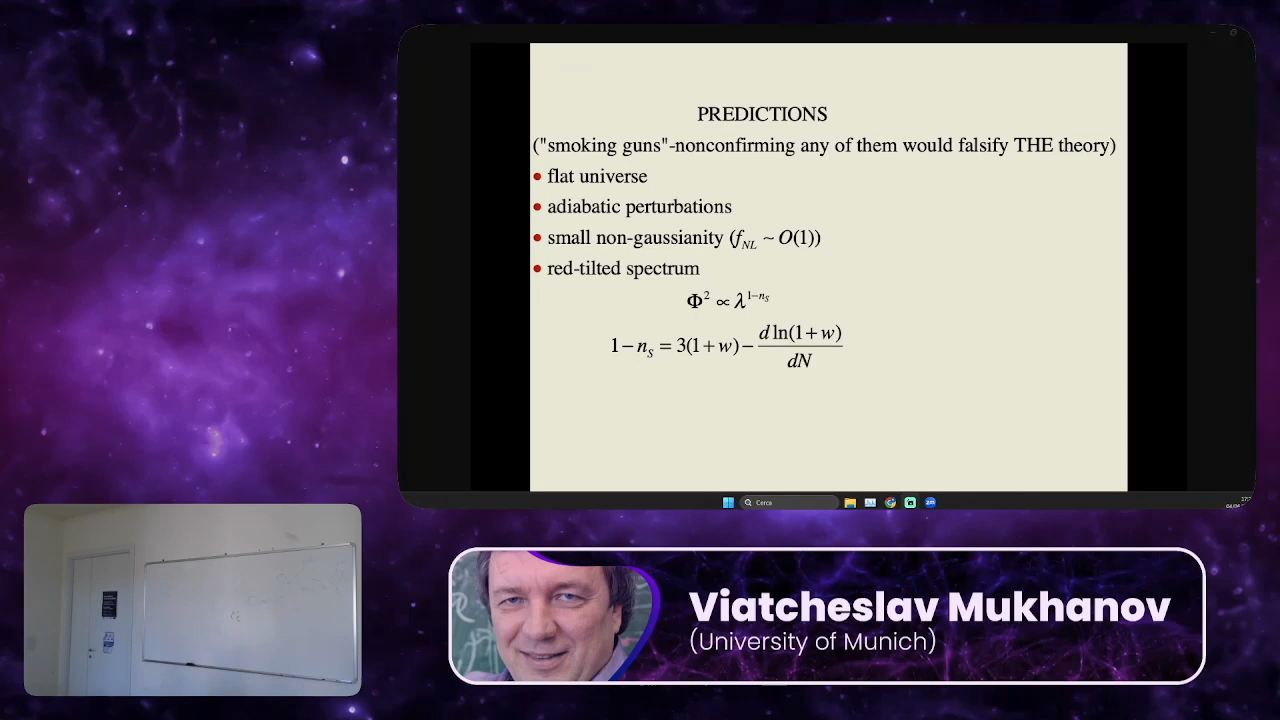 PREDICTIONS
("smoking guns"-nonconfirming any of them would falsify THE theory)
• flat universe
• adiabatic perturbations
• small non-gaussianity (f_NL ~ O(1))
• red-tilted spectrum
Φ² ∝ λ^{1−n_S}
1 − n_S = 3(1 + w) − d ln(1 + w) / dN
Cerca
Viatcheslav Mukhanov
(University of Munich)